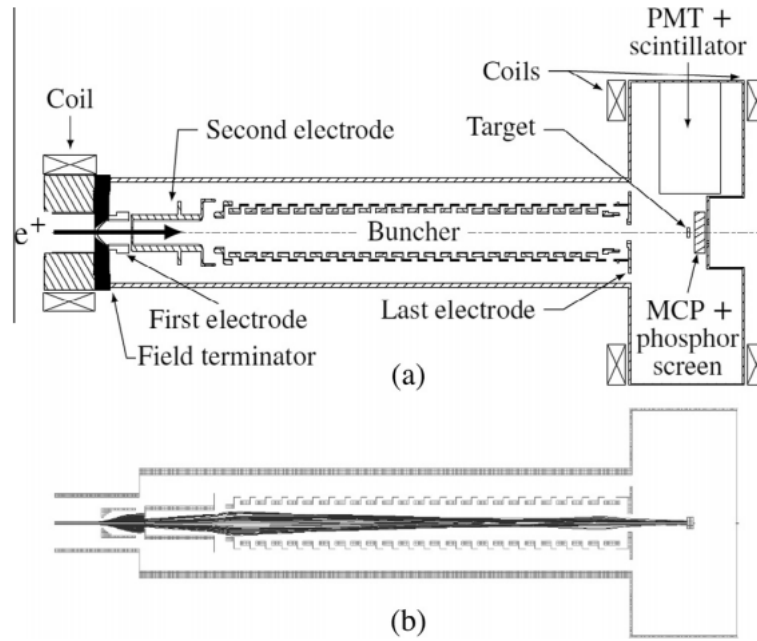 PMT +
scintillator
Coils
Coil
Target
Second electrode
e+
Buncher
First electrode
Last electrode
MCP +
phosphor
screen
Field terminator
(a)
(b)